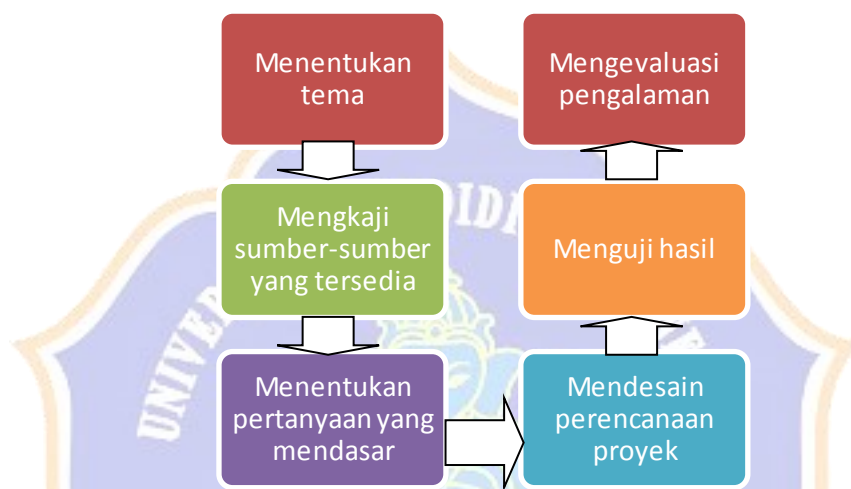 Menentukan
tema
Mengkaji
sumber-sumber
yang tersedia
Menentukan
pertanyaan yang
mendasar
Mendesain
perencanaan
proyek
Menguji hasil
Mengevaluasi
pengalaman